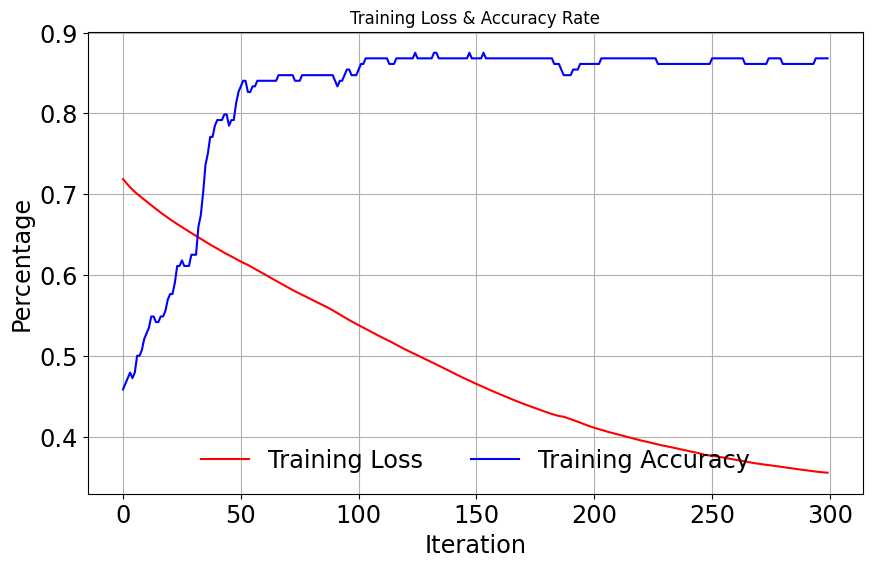 Training Loss & Accuracy Rate
0.9
0.8
0.7
0.6
0.5
0.4
Percentage
Training Loss Training Accuracy
0 50 100 150 200 250 300
Iteration